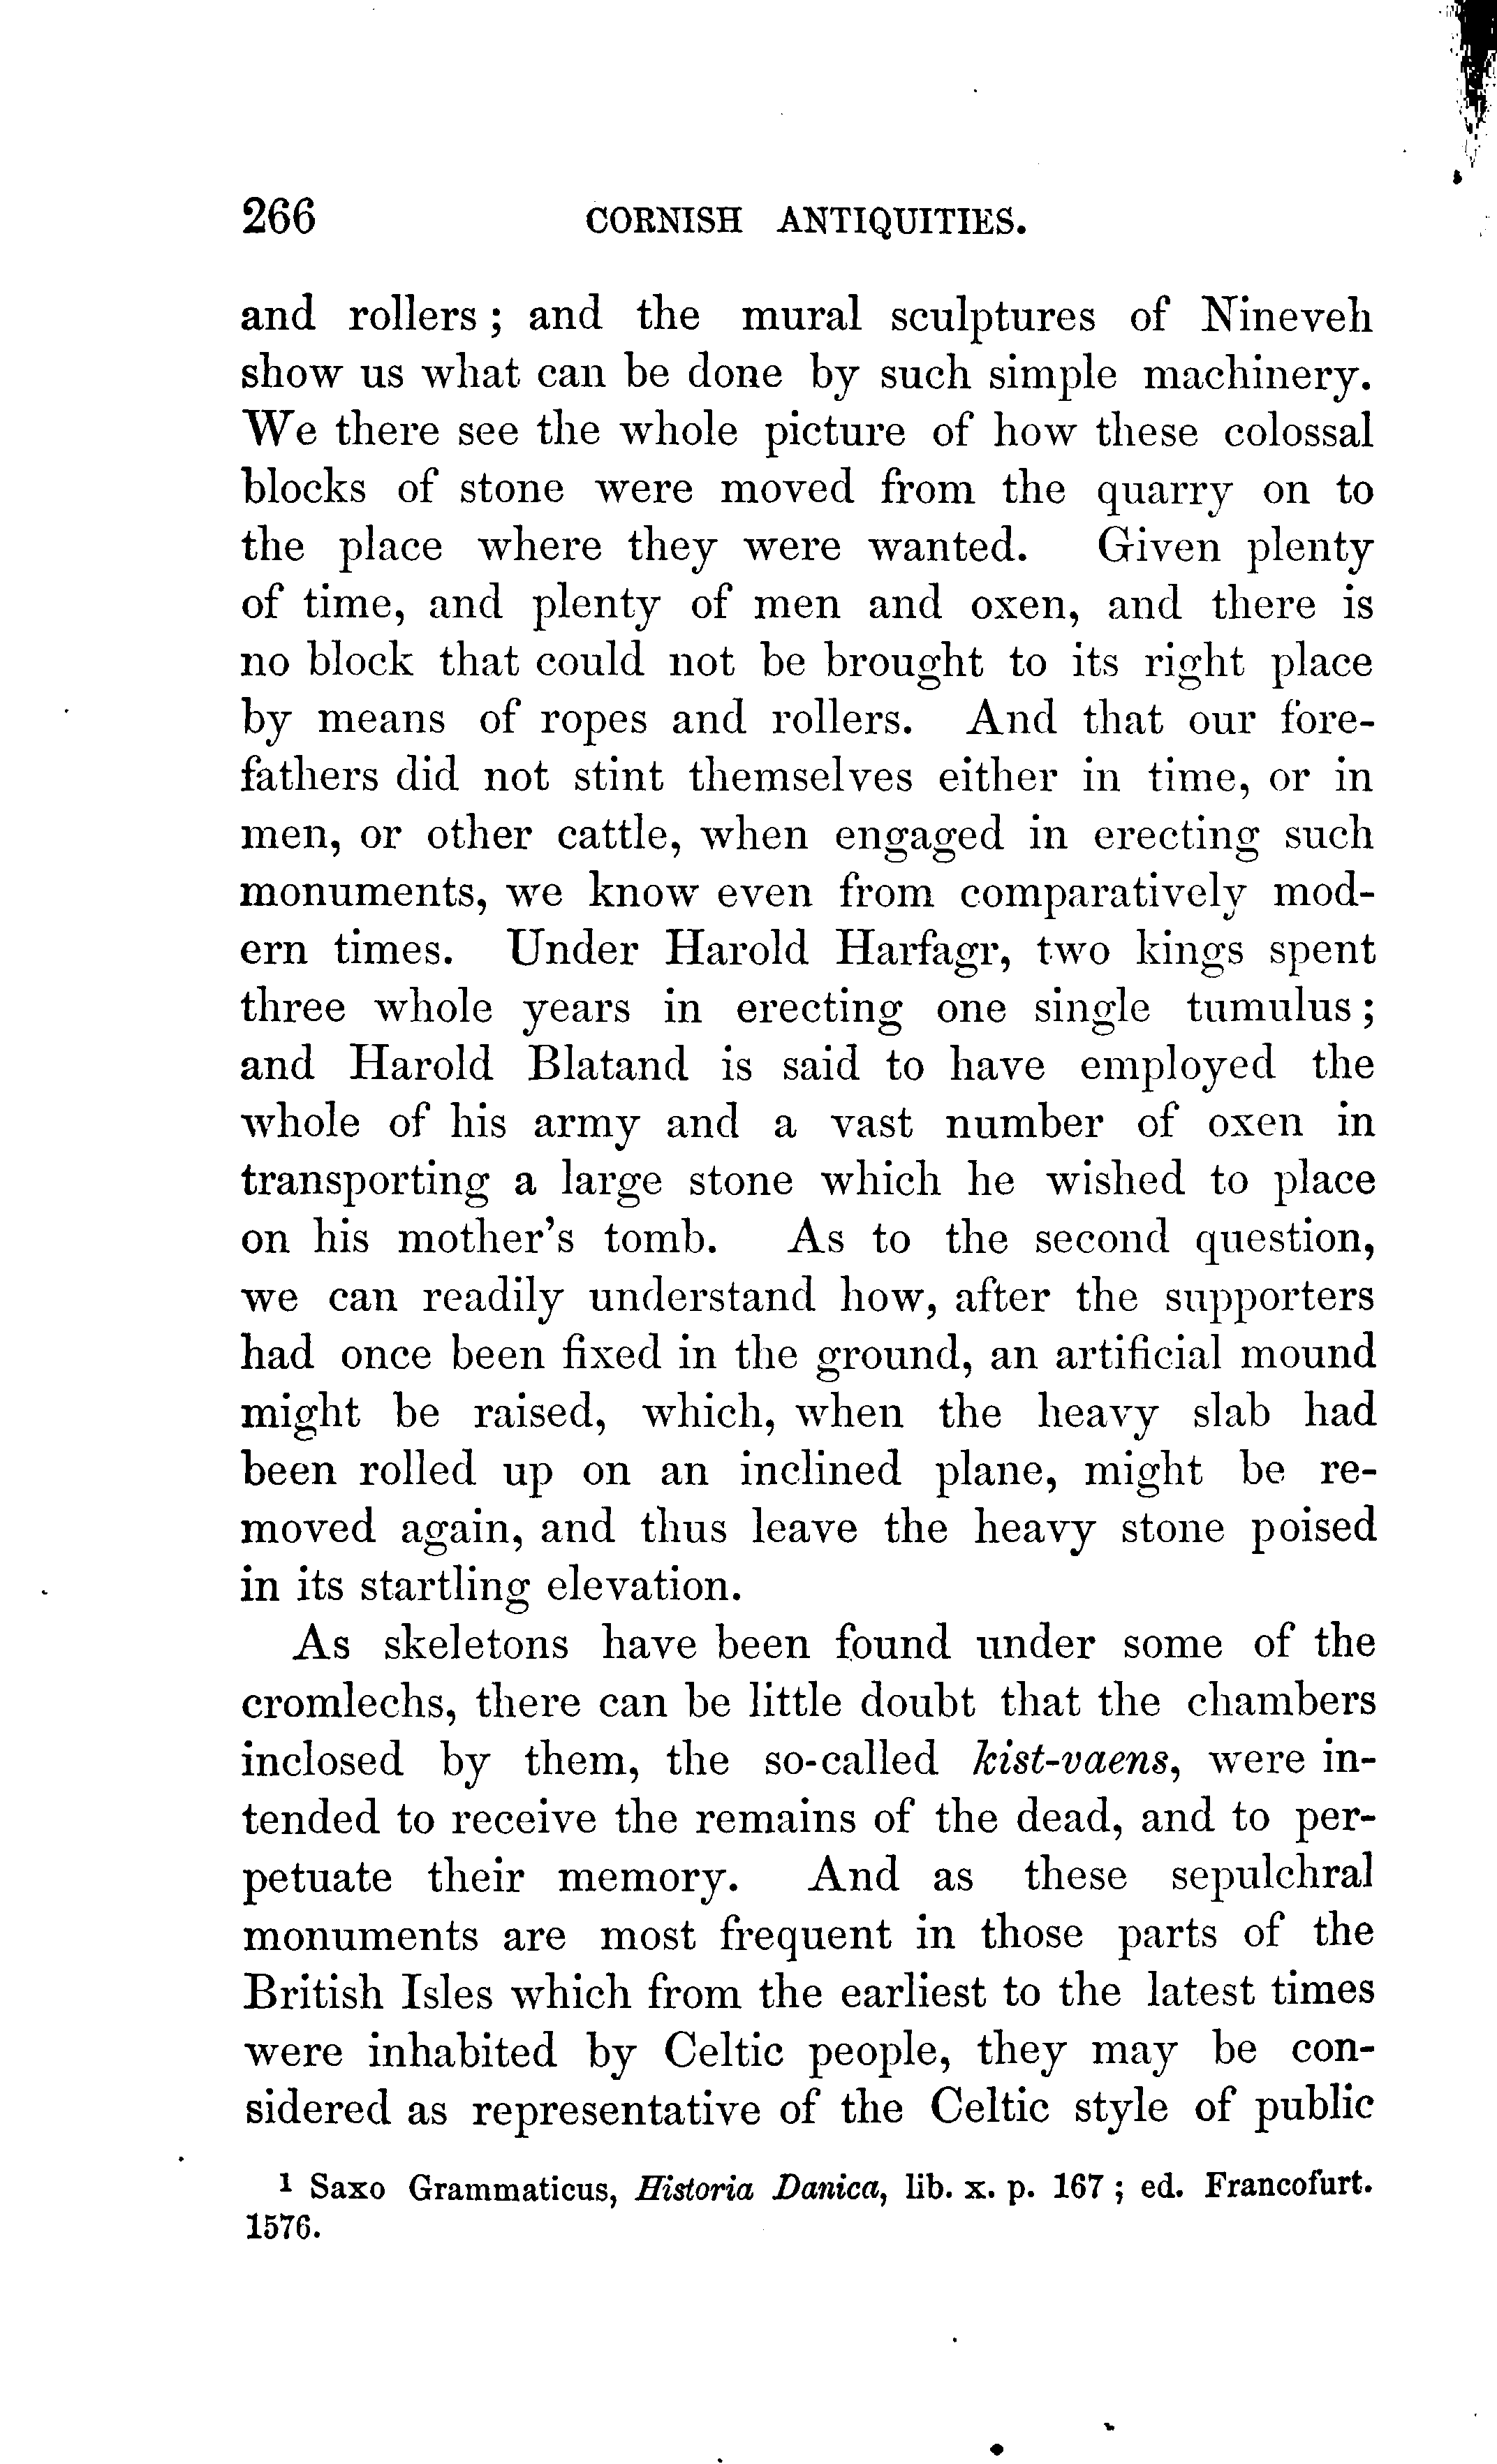 266 CORNISH ANTIQUITIES.
and rollers; and the mural sculptures of Nineveh
show us what can be done by such simple machinery.
We there see the whole picture of how these colossal
blocks of stone were moved from the quarry on to
the place where they were wanted. Given plenty
of time, and plenty of men and oxen, and there is
no block that could not be brought to its right place
by means of ropes and rollers. And that our fore-
fathers did not stint themselves either in time, or in
men, or other cattle, when engaged in erecting such
monuments, we know even from comparatively mod-
ern times. Under Harold Harfagr, two kings spent
three whole years in erecting one single tumulus;
and Harold Blatand is said to have employed the
whole of his army and a vast number of oxen in
transporting a large stone which he wished to place
on his mother's tomb. As to the second question,
we can readily understand how, after the supporters
had once been fixed in the ground, an artificial mound
might be raised, which, when the heavy slab had
been rolled up on an inclined plane, might be re-
moved again, and thus leave the heavy stone poised
in its startling elevation.
As skeletons have been found under some of the
cromlechs, there can be little doubt that the chambers
inclosed by them, the so-called kist-vaens, were in-
tended to receive the remains of the dead, and to per-
petuate their memory. And as these sepulchral
monuments are most frequent in those parts of the
British Isles which from the earliest to the latest times
were inhabited by Celtic people, they may be con-
sidered as representative of the Celtic style of public
1 Saxo Grammaticus, Historia Danica, lib. x. p. 167; ed. Francofurt.
1576.